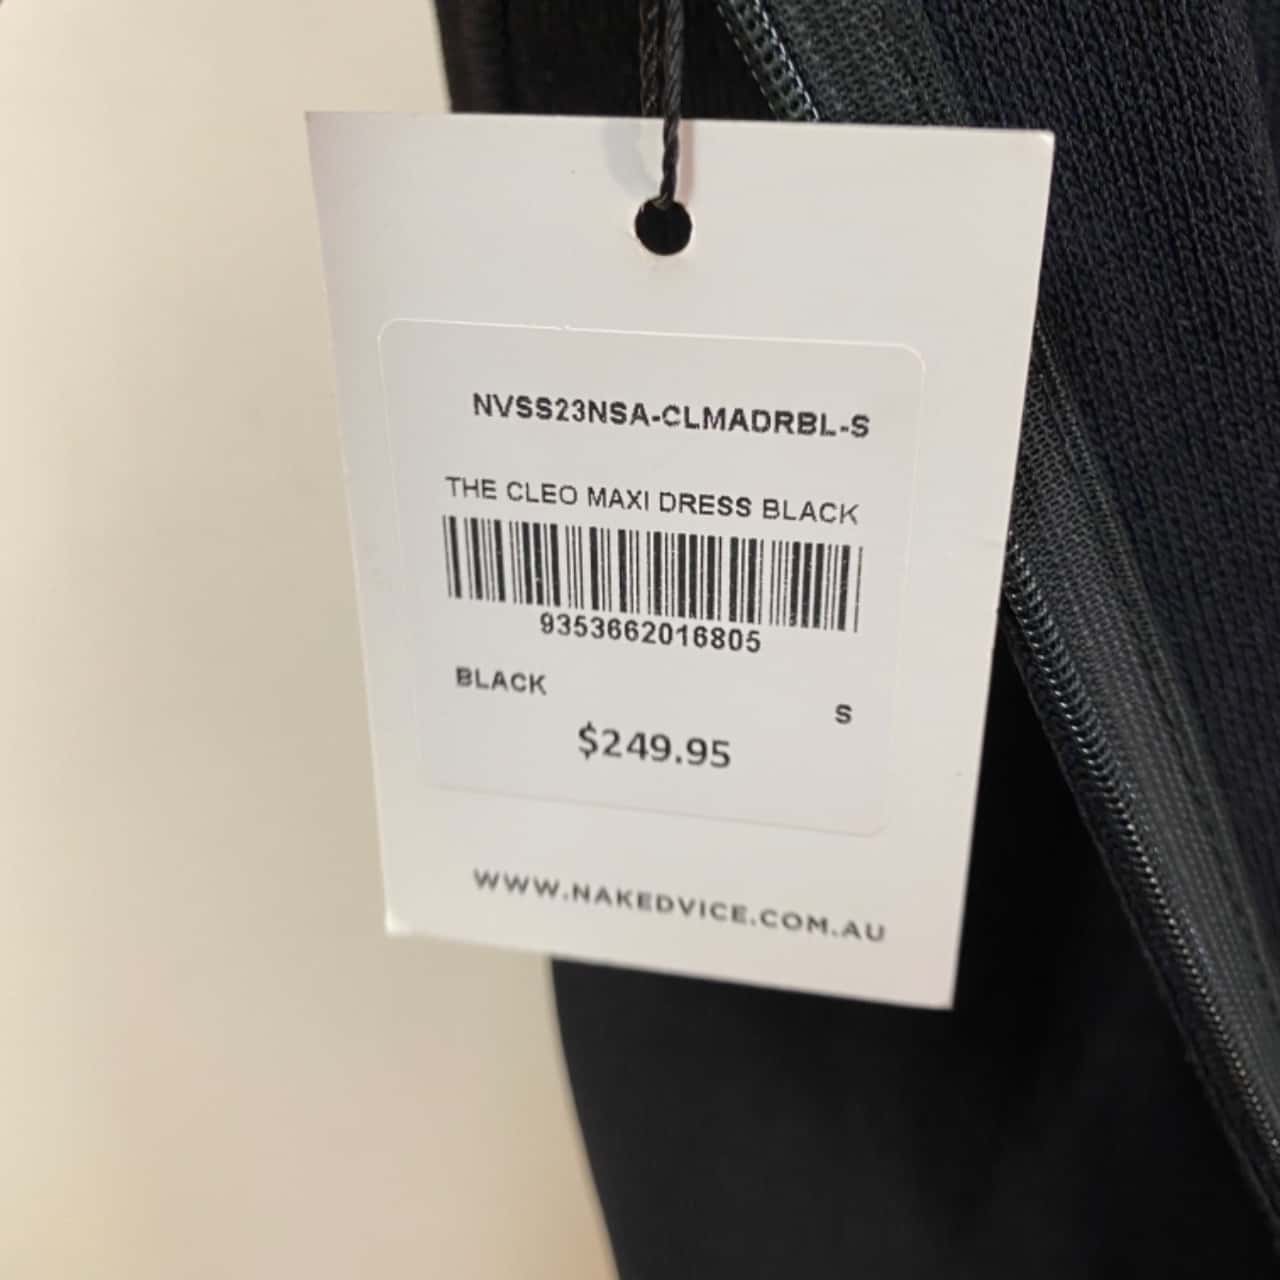 NVSS23NSA-CLMADRBL-S
THE CLEO MAXI DRESS BLACK
9353662016805
BLACK
S
$249.95
WWW.NAKEDVICE.COM.AU